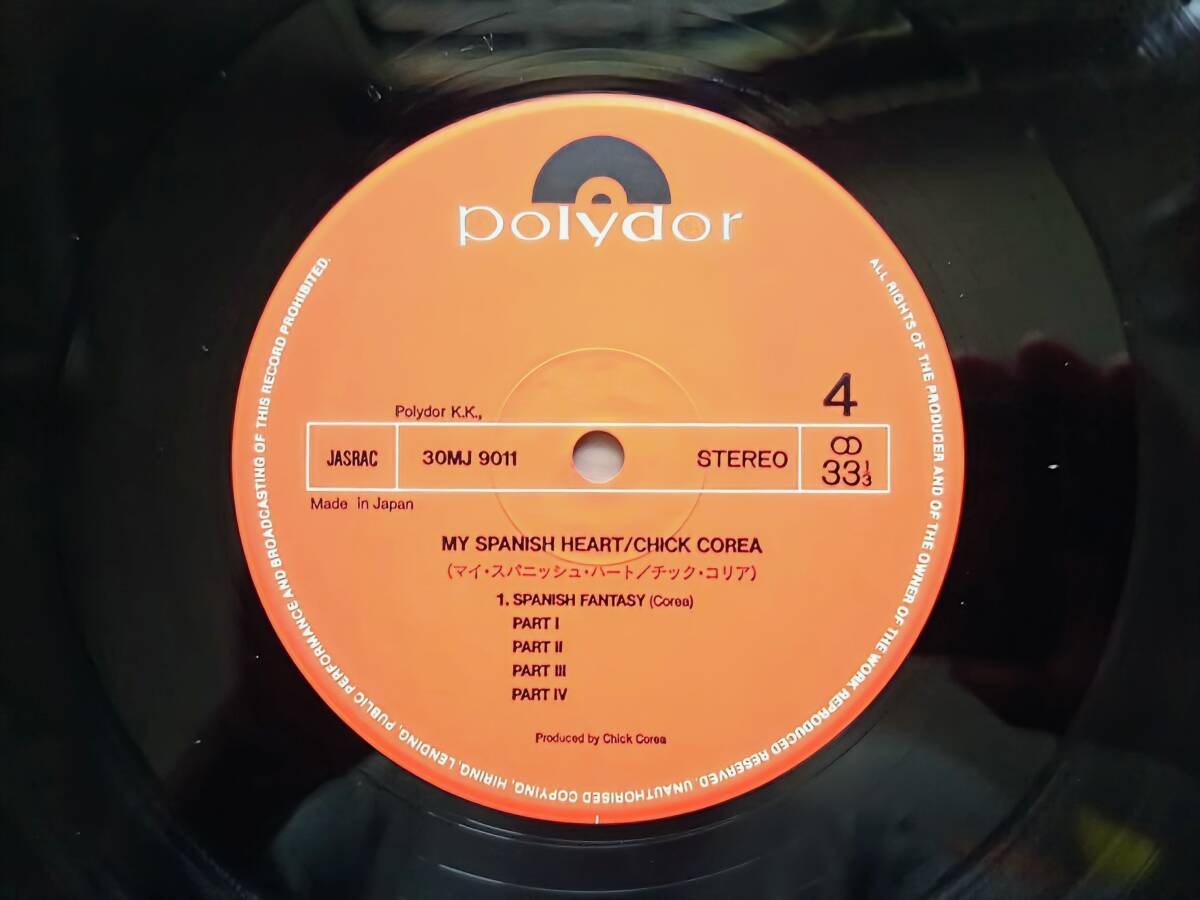 polydor
4
Polydor K.K.,
JASRAC
30MJ 9011
STEREO
33 1/3
Made in Japan
MY SPANISH HEART/CHICK COREA
(マイ・スパニッシュ・ハート/チック・コリア)
1. SPANISH FANTASY (Corea)
PART I
PART II
PART III
PART IV
Produced by Chick Corea
ALL RIGHTS OF THE PRODUCER AND OF THE OWNER OF THE WORK REPRODUCED RESERVED. UNAUTHORISED COPYING, HIRING, LENDING, PUBLIC PERFORMANCE AND BROADCASTING OF THIS RECORD PROHIBITED.